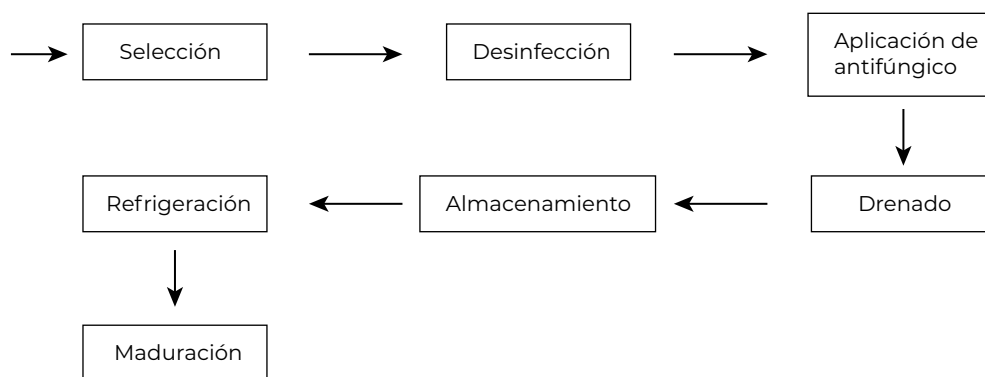 Selección
Desinfección
Aplicación de
antifúngico
Drenado
Almacenamiento
Refrigeración
Maduración